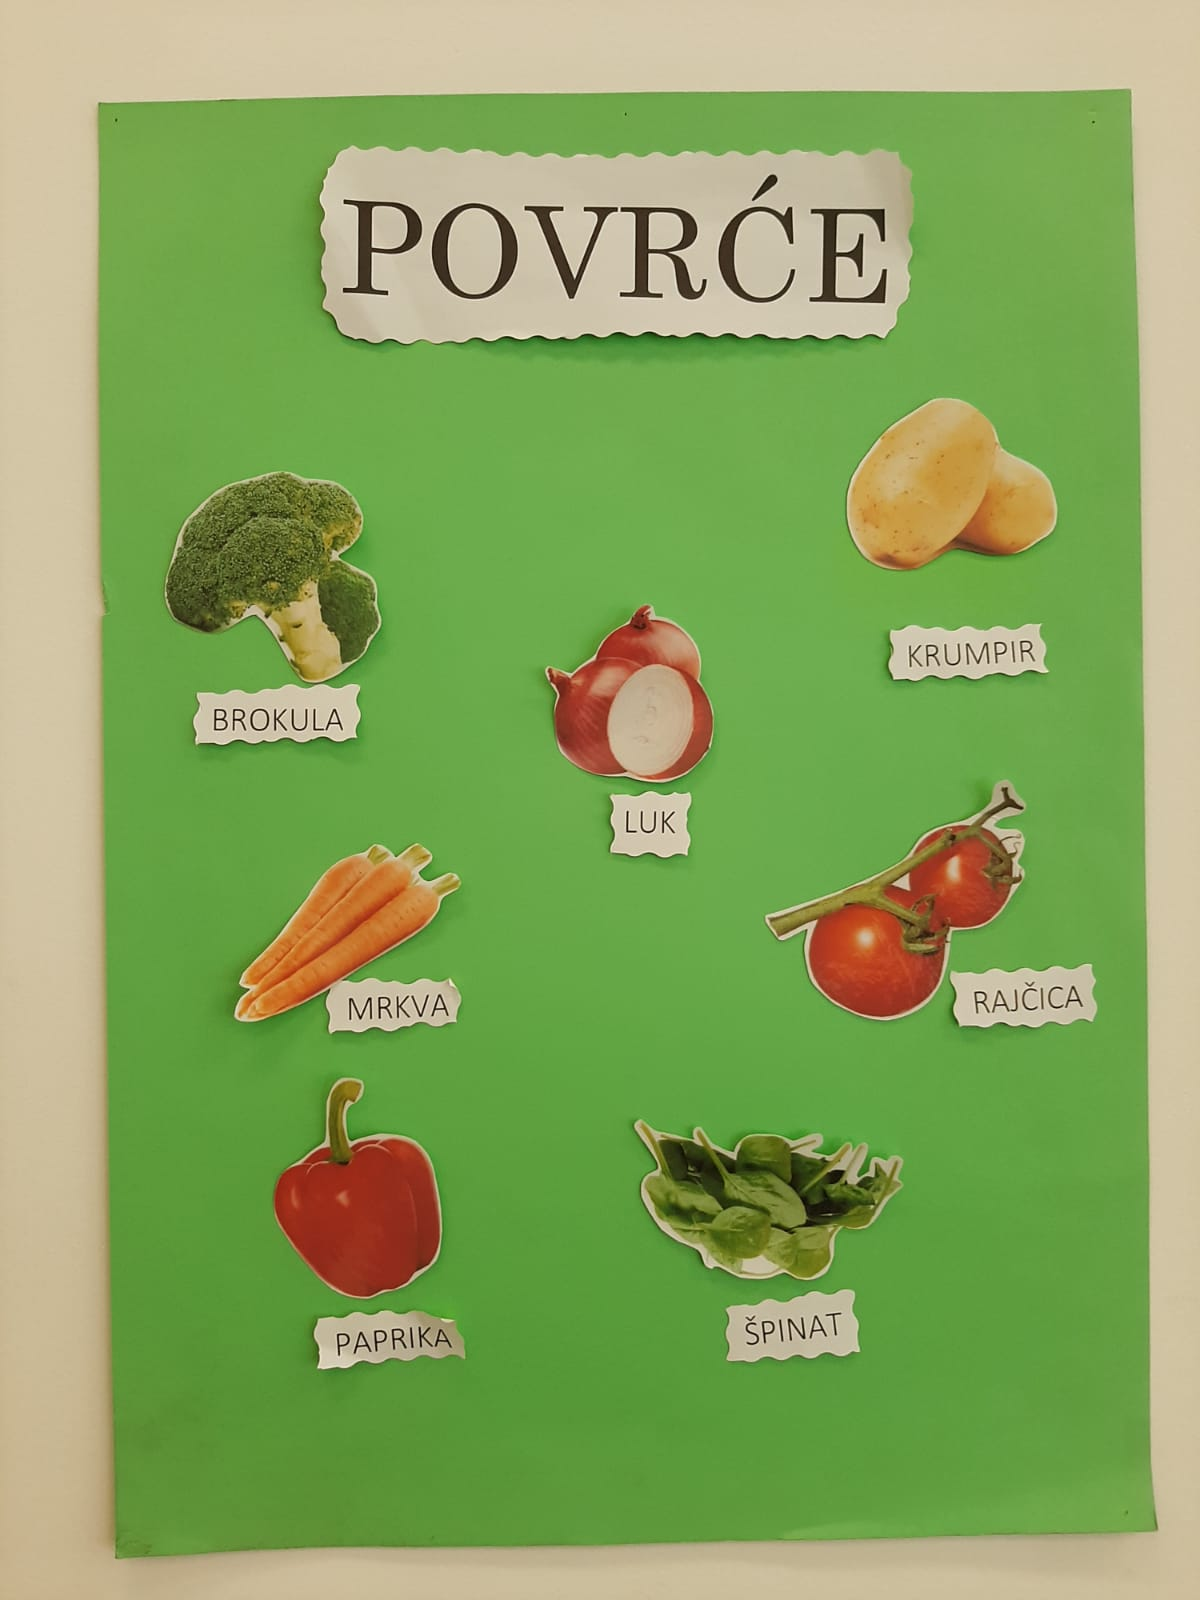 POVRĆE
KRUMPIR
BROKULA
LUK
MRKVA
RAJČICA
PAPRIKA
ŠPINAT